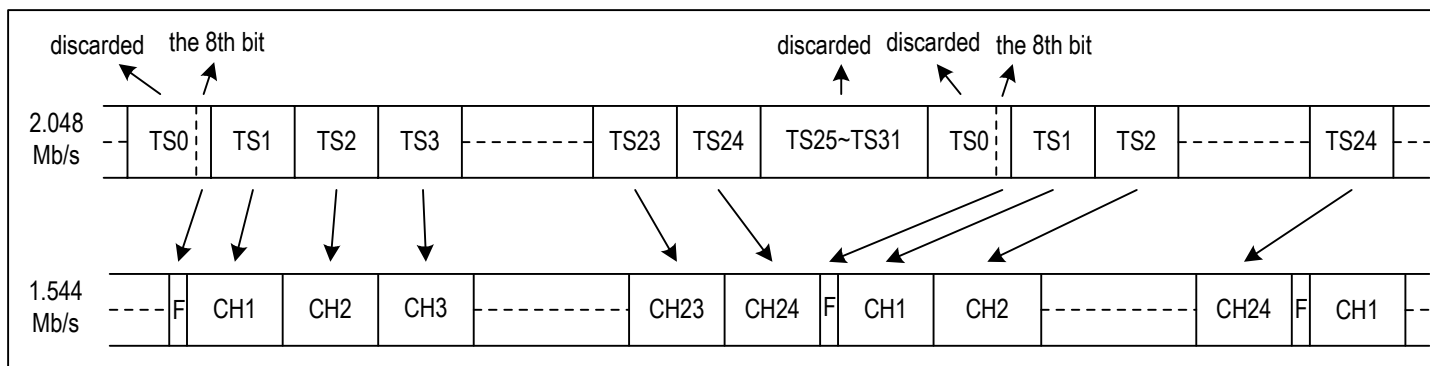 discarded the 8th bit discarded discarded the 8th bit
2.048 Mb/s TS0 TS1 TS2 TS3 TS23 TS24 TS25~TS31 TS0 TS1 TS2 TS24
1.544 Mb/s F CH1 CH2 CH3 CH23 CH24 F CH1 CH2 CH24 F CH1